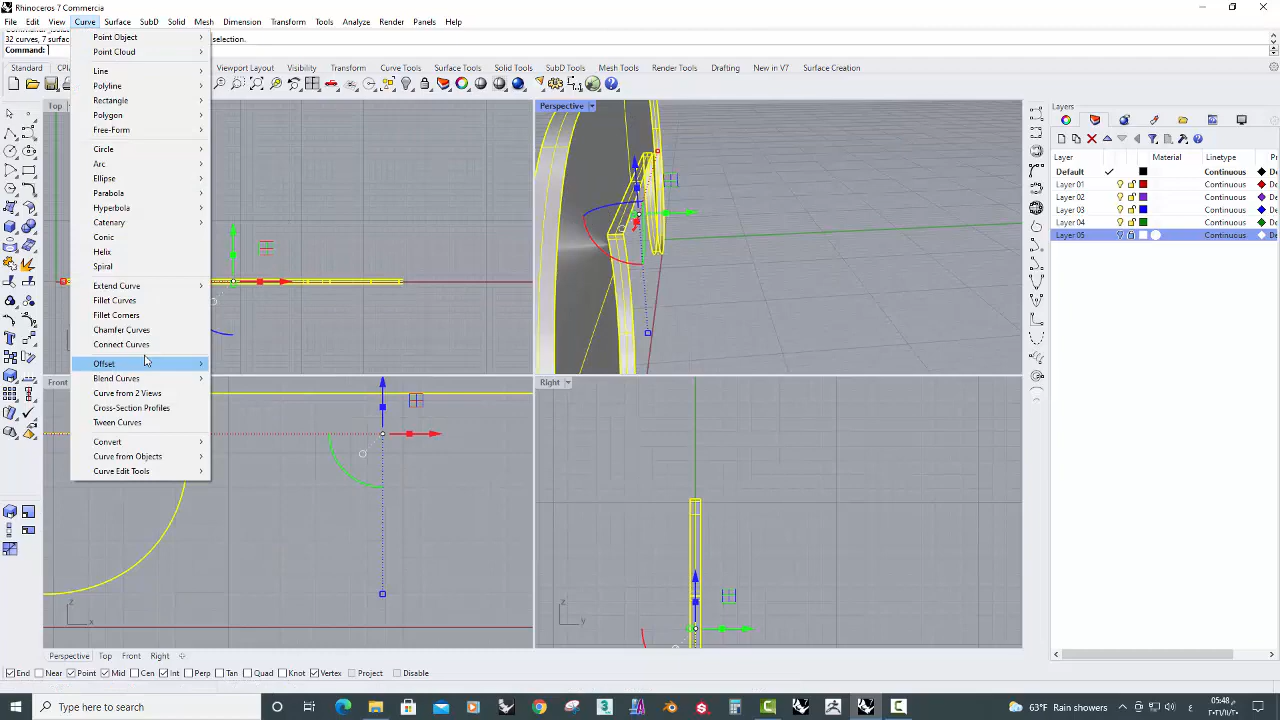 Rhinoceros 7 Commercial
File Edit View Curve Surface SubD Solid Mesh Dimension Transform Tools Analyze Render Panels Help
32 curves, 7 surfac
selection.
Command:
Standard
Viewport Layout Visibility Transform Curve Tools Surface Tools Solid Tools SubD Tools Mesh Tools Render Tools Drafting New in V7 Surface Creation
Point Object
Point Cloud
Line
Polyline
Rectangle
Polygon
Free-Form
Circle
Arc
Ellipse
Parabola
Hyperbola
Catenary
Conic
Helix
Spiral
Extend Curve
Fillet Curves
Fillet Corners
Chamfer Curves
Connect Curves
Offset
Blend Curves
Curve from 2 Views
Cross-Section Profiles
Tween Curves
Convert
Curve from Objects
Curve Edit Tools
Top
Perspective
Front
z
x
Right
z
y
Layers
Layer Material Linetype
Default Continuous
Layer 01 Continuous
Layer 02 Continuous
Layer 03 Continuous
Layer 04 Continuous
Layer 05 Continuous
Perspective Top Front Right
End Near Point Mid Cen Int Perp Tan Quad Knot Vertex Project Disable
Type here to search
63°F Rain showers